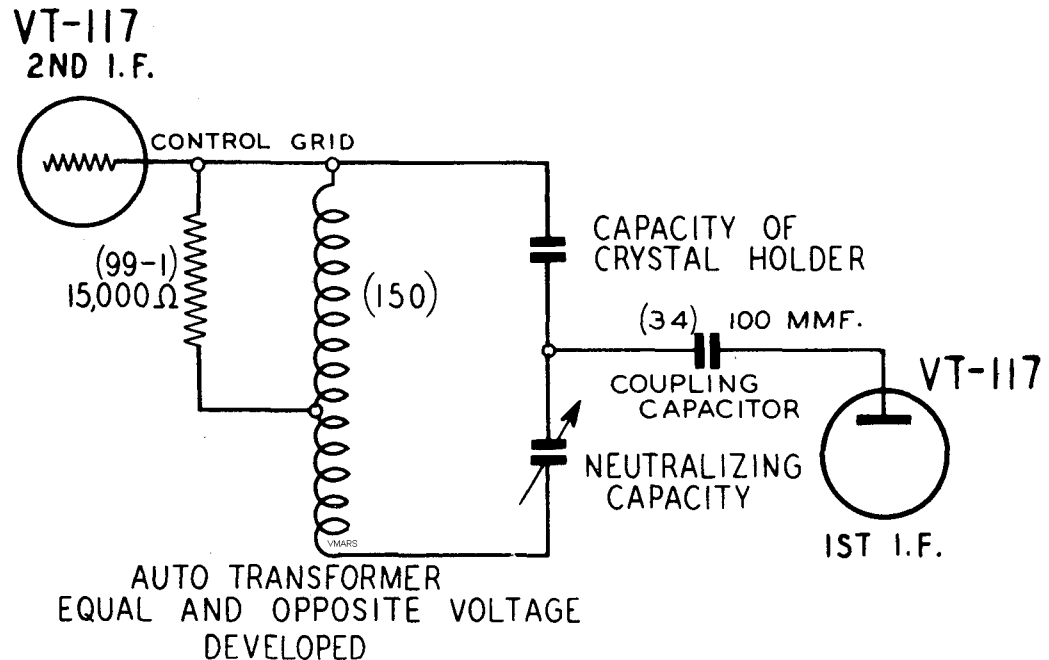 VT-117
2ND I.F.
CONTROL GRID
(99-1)
15,000Ω
(150)
CAPACITY OF
CRYSTAL HOLDER
(34) 100 MMF.
COUPLING
CAPACITOR
VT-117
NEUTRALIZING
CAPACITY
1ST I.F.
VMARS
AUTO TRANSFORMER
EQUAL AND OPPOSITE VOLTAGE
DEVELOPED